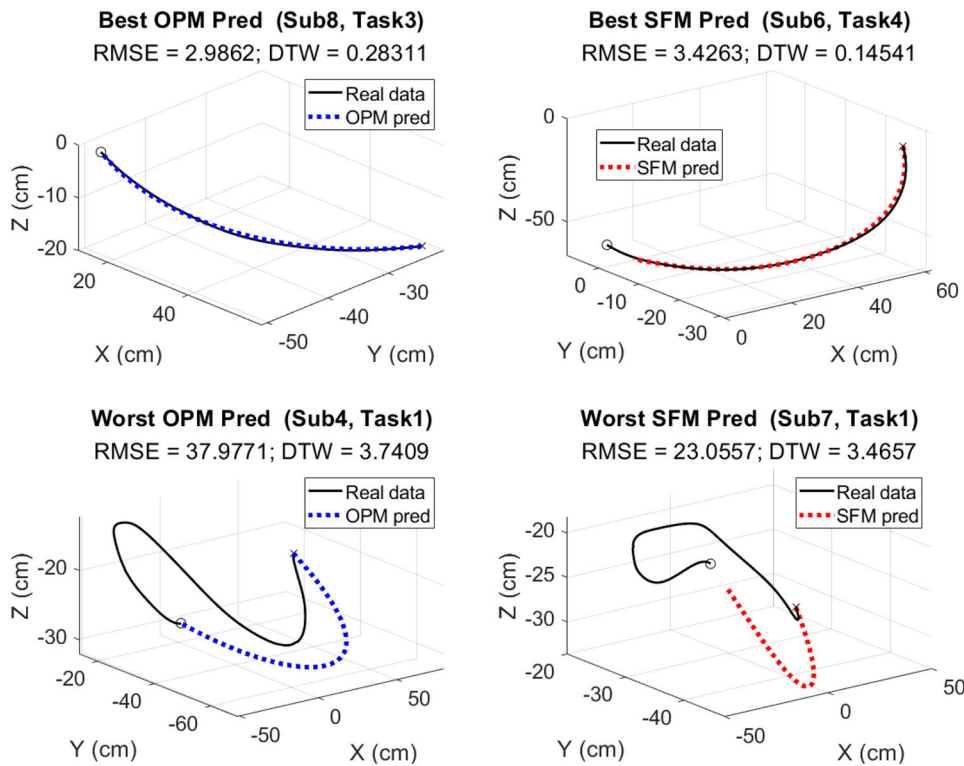 Best OPM Pred (Sub8, Task3)
RMSE = 2.9862; DTW = 0.28311
Real data
OPM pred
0
-10
-20
Z (cm)
20
40
X (cm)
-50
-40
-30
Y (cm)
Best SFM Pred (Sub6, Task4)
RMSE = 3.4263; DTW = 0.14541
Real data
SFM pred
0
-50
Z (cm)
0
-10
-20
-30
Y (cm)
0
20
40
60
X (cm)
Worst OPM Pred (Sub4, Task1)
RMSE = 37.9771; DTW = 3.7409
Real data
OPM pred
-20
-30
Z (cm)
-20
-40
-60
Y (cm)
-50
0
50
X (cm)
Worst SFM Pred (Sub7, Task1)
RMSE = 23.0557; DTW = 3.4657
Real data
SFM pred
-20
-25
-30
Z (cm)
-20
-30
-40
Y (cm)
-50
0
50
X (cm)